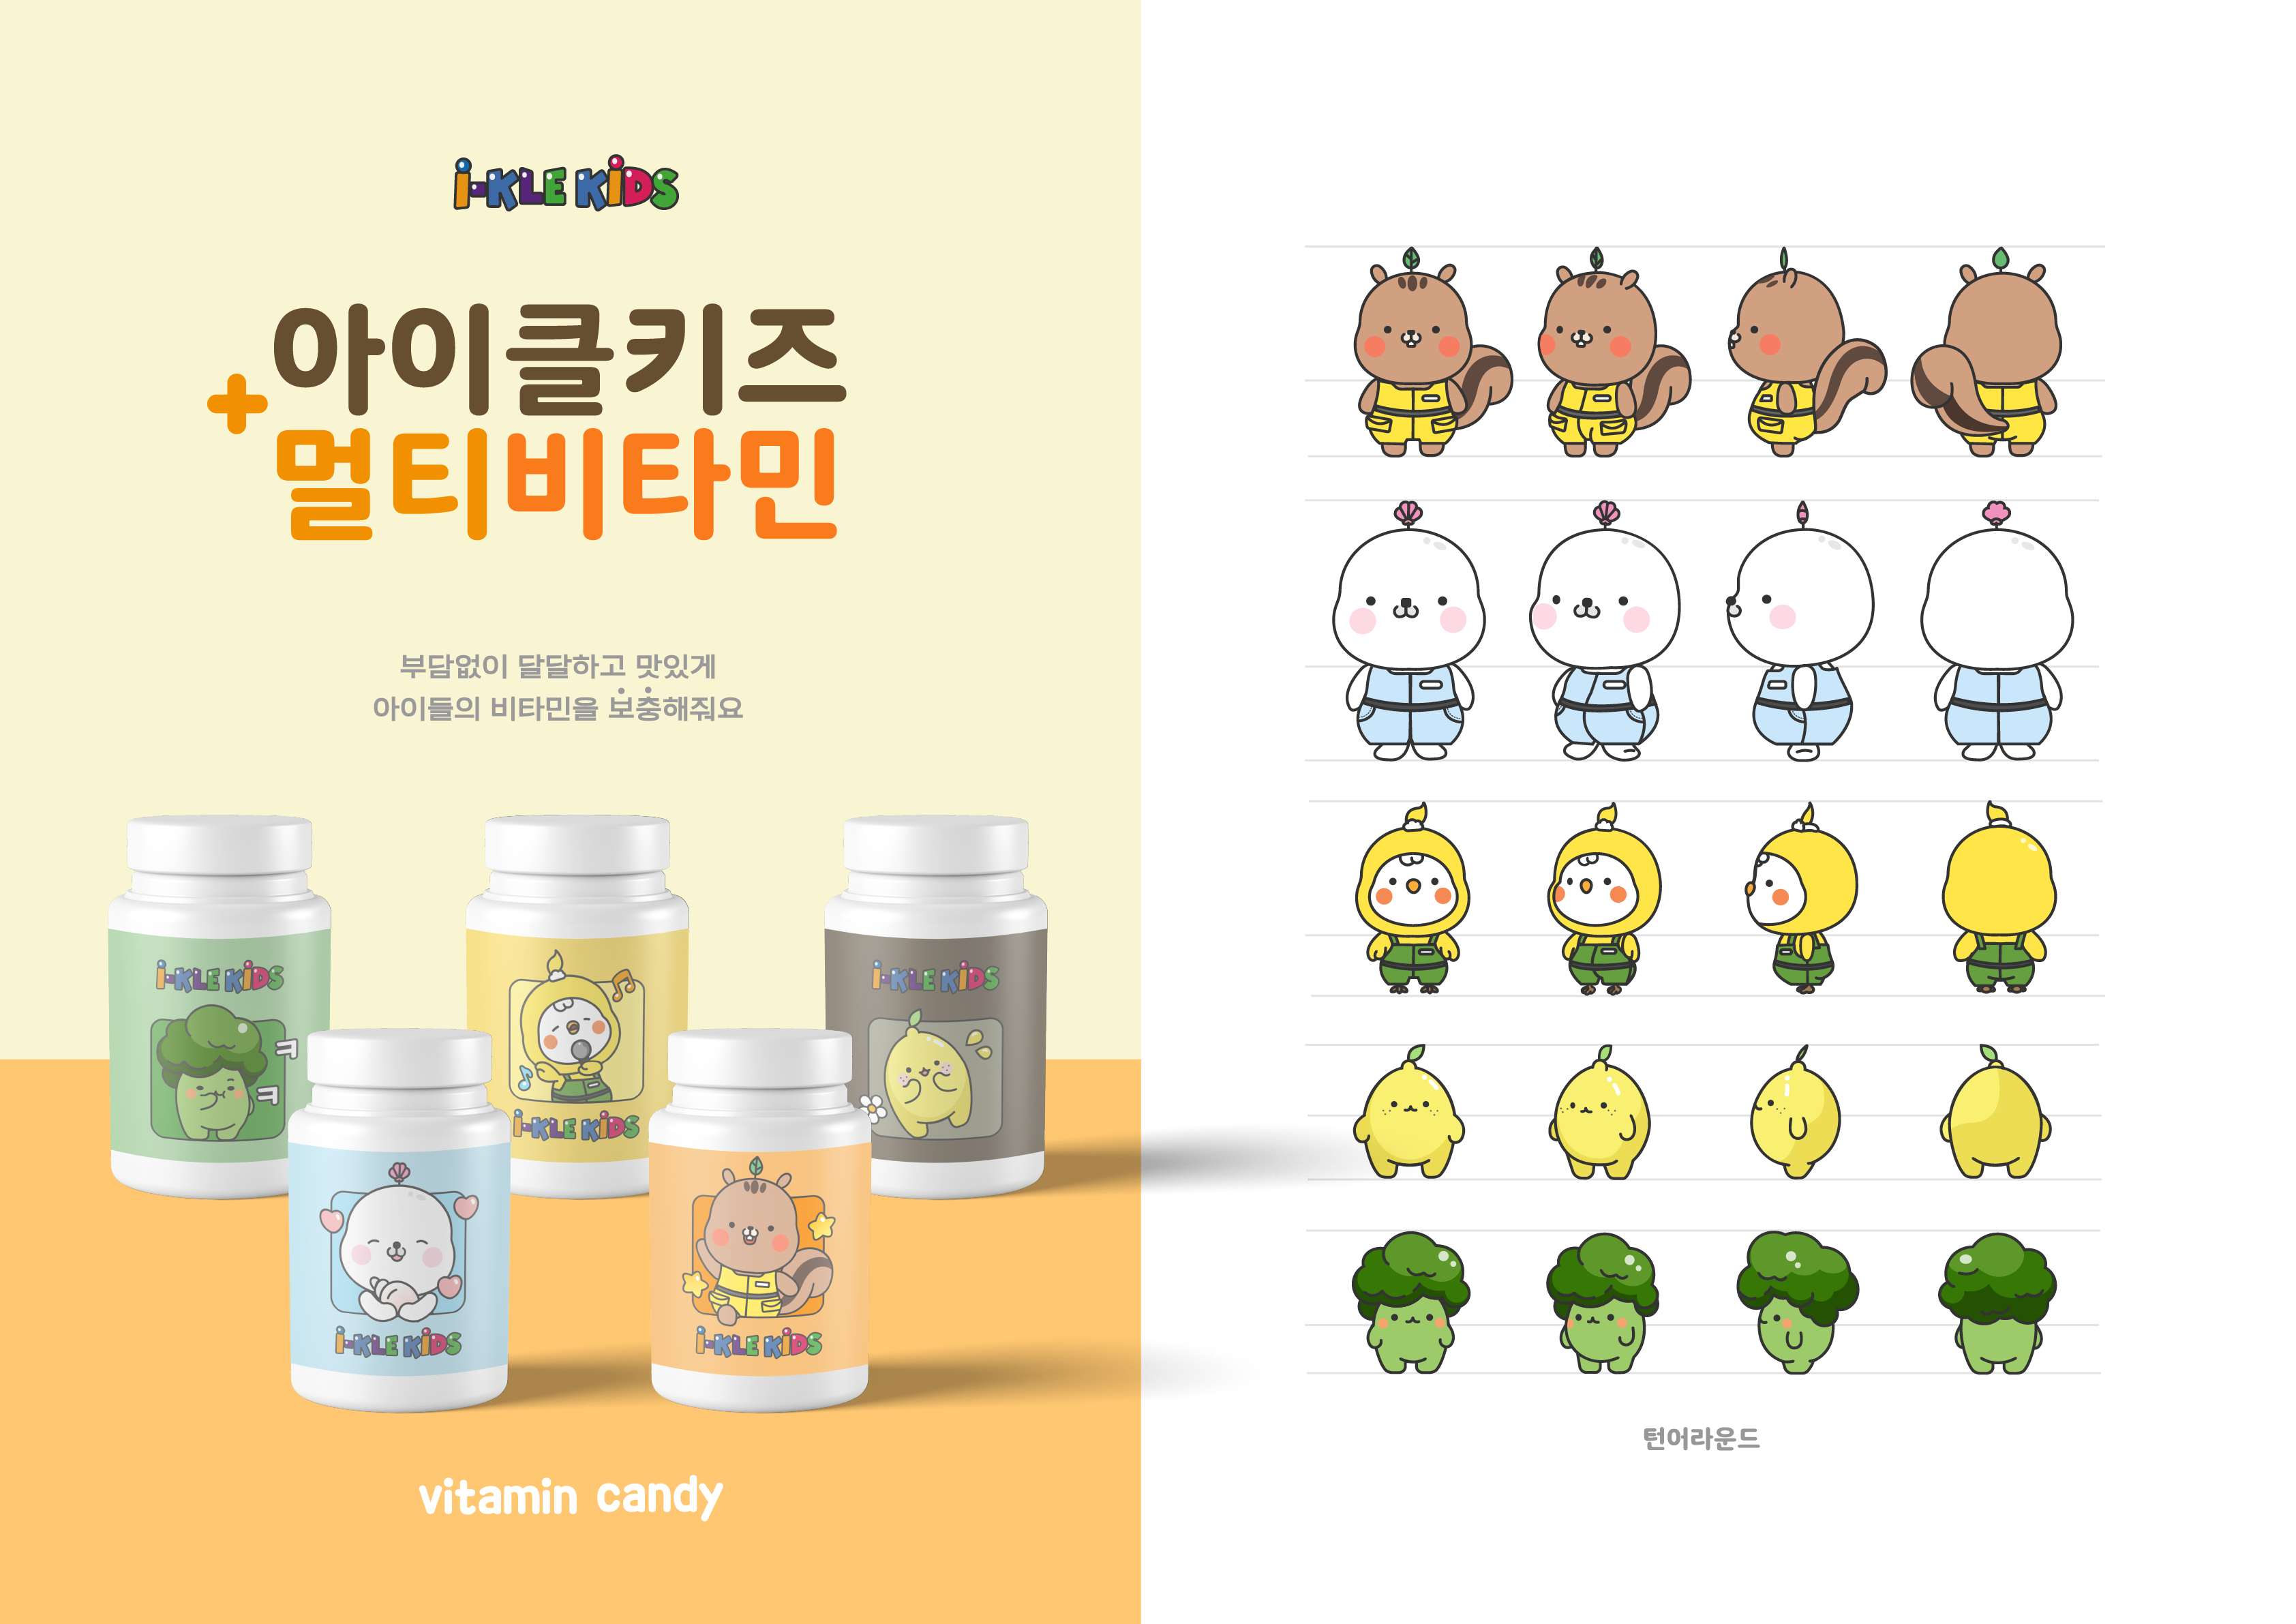 i-KLE KiDS
아이클키즈
+멀티비타민
부담없이 달달하고 맛있게
아이들의 비타민을 보충해줘요
i-KLE KiDS
i-KLE KiDS
ㅋ
ㅋ
i-KLE KiDS
i-KLE KiDS
i-KLE KiDS
vitamin candy
턴어라운드